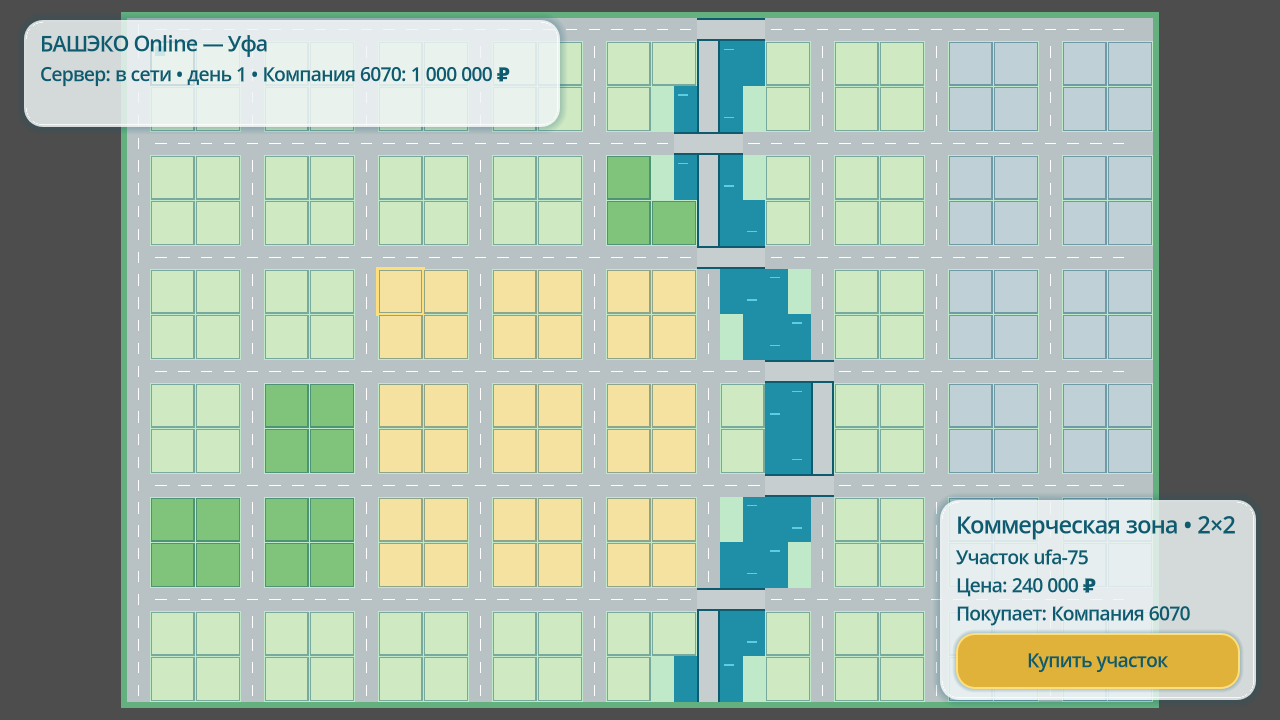 БАШЭКО Online — Уфа
Сервер: в сети • день 1 • Компания 6070: 1 000 000 ₽
Коммерческая зона • 2×2
Участок ufa-75
Цена: 240 000 ₽
Покупает: Компания 6070
Купить участок